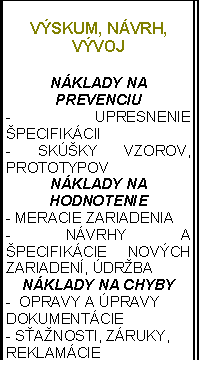 VÝSKUM, NÁVRH,
VÝVOJ
NÁKLADY NA
PREVENCIU
- UPRESNENIE
ŠPECIFIKÁCII
- SKÚŠKY VZOROV,
PROTOTYPOV
NÁKLADY NA
HODNOTENIE
- MERACIE ZARIADENIA
- NÁVRHY A
ŠPECIFIKÁCIE NOVÝCH
ZARIADENÍ, ÚDRŽBA
NÁKLADY NA CHYBY
- OPRAVY A ÚPRAVY
DOKUMENTÁCIE
- SŤAŽNOSTI, ZÁRUKY,
REKLAMÁCIE